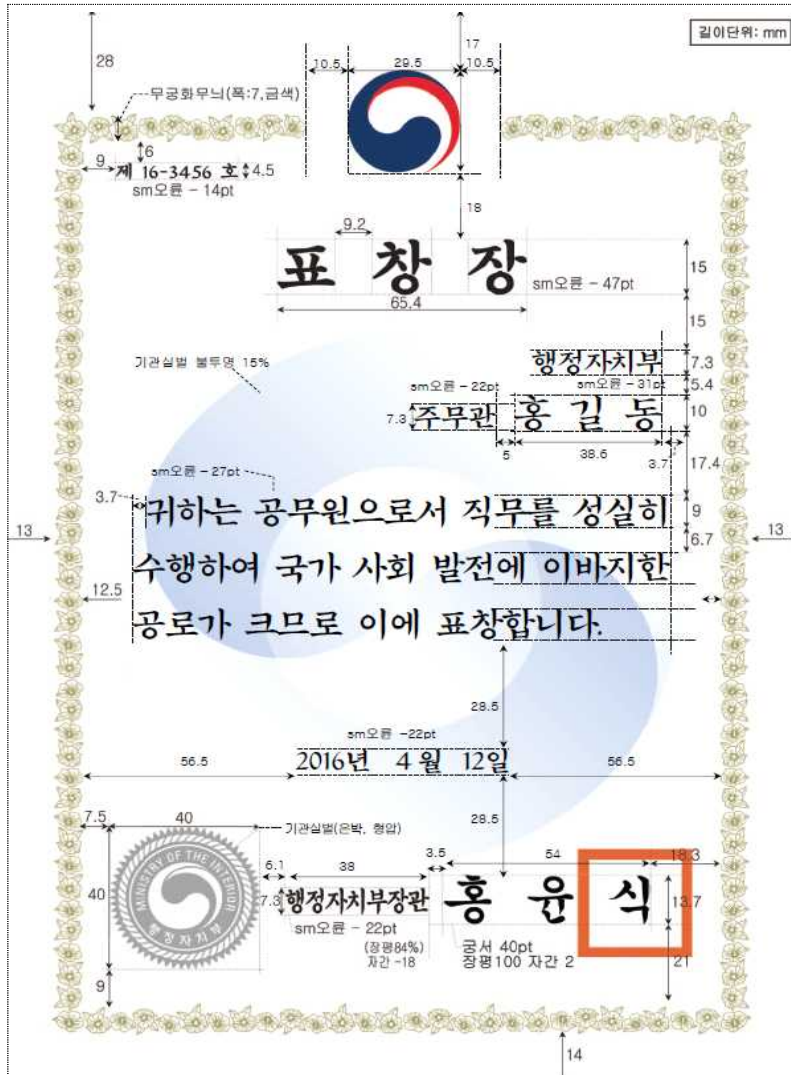 길이단위: mm
17
28
10.5 29.5 10.5
무궁화무늬(폭:7,금색)
6
9
제 16-3456 호 4.5
sm오륜 - 14pt
18
9.2
표 창 장
sm오륜 - 47pt
15
65.4
15
기관실벌 불투명 15%
행정자치부
7.3
sm오륜 -22pt sm오륜 - 31pt
5.4
7.3
주무관 홍 길 동
10
5 38.6 3.7
17.4
sm오륜 -27pt
3.7
귀하는 공무원으로서 직무를 성실히
9
13 13
6.7
수행하여 국가 사회 발전에 이바지한
12.5
공로가 크므로 이에 표창합니다.
28.5
sm오륜 -22pt
56.5
2016년 4월 12일
56.5
7.5 40
28.5
기관실벌(은박, 형압)
MINISTRY OF THE INTERIOR
행정자치부
40
6.1 38 3.5 54 18.3
7.3
행정자치부장관 홍 윤 식
13.7
sm오륜 - 22pt
(장평84%)
자간 -18
궁서 40pt
장평100 자간 2
21
9
14